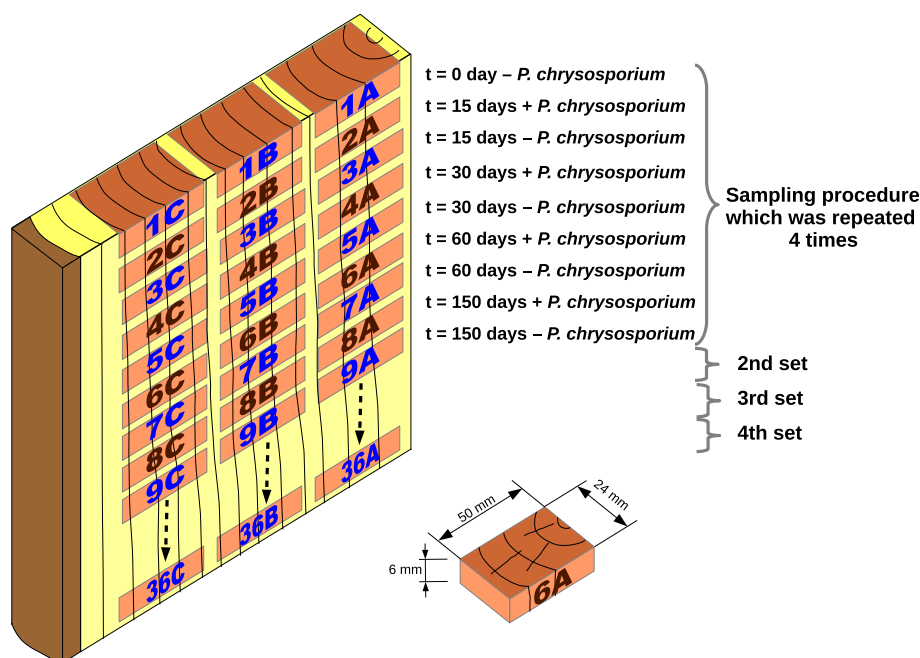 t = 0 day – P. chrysosporium
t = 15 days + P. chrysosporium
t = 15 days – P. chrysosporium
t = 30 days + P. chrysosporium
t = 30 days – P. chrysosporium
t = 60 days + P. chrysosporium
t = 60 days – P. chrysosporium
t = 150 days + P. chrysosporium
t = 150 days – P. chrysosporium
Sampling procedure
which was repeated
4 times
2nd set
3rd set
4th set
1A
2A
3A
4A
5A
6A
7A
8A
9A
36A
1B
2B
3B
4B
5B
6B
7B
8B
9B
36B
1C
2C
3C
4C
5C
6C
7C
8C
9C
36C
50 mm
24 mm
6 mm
6A